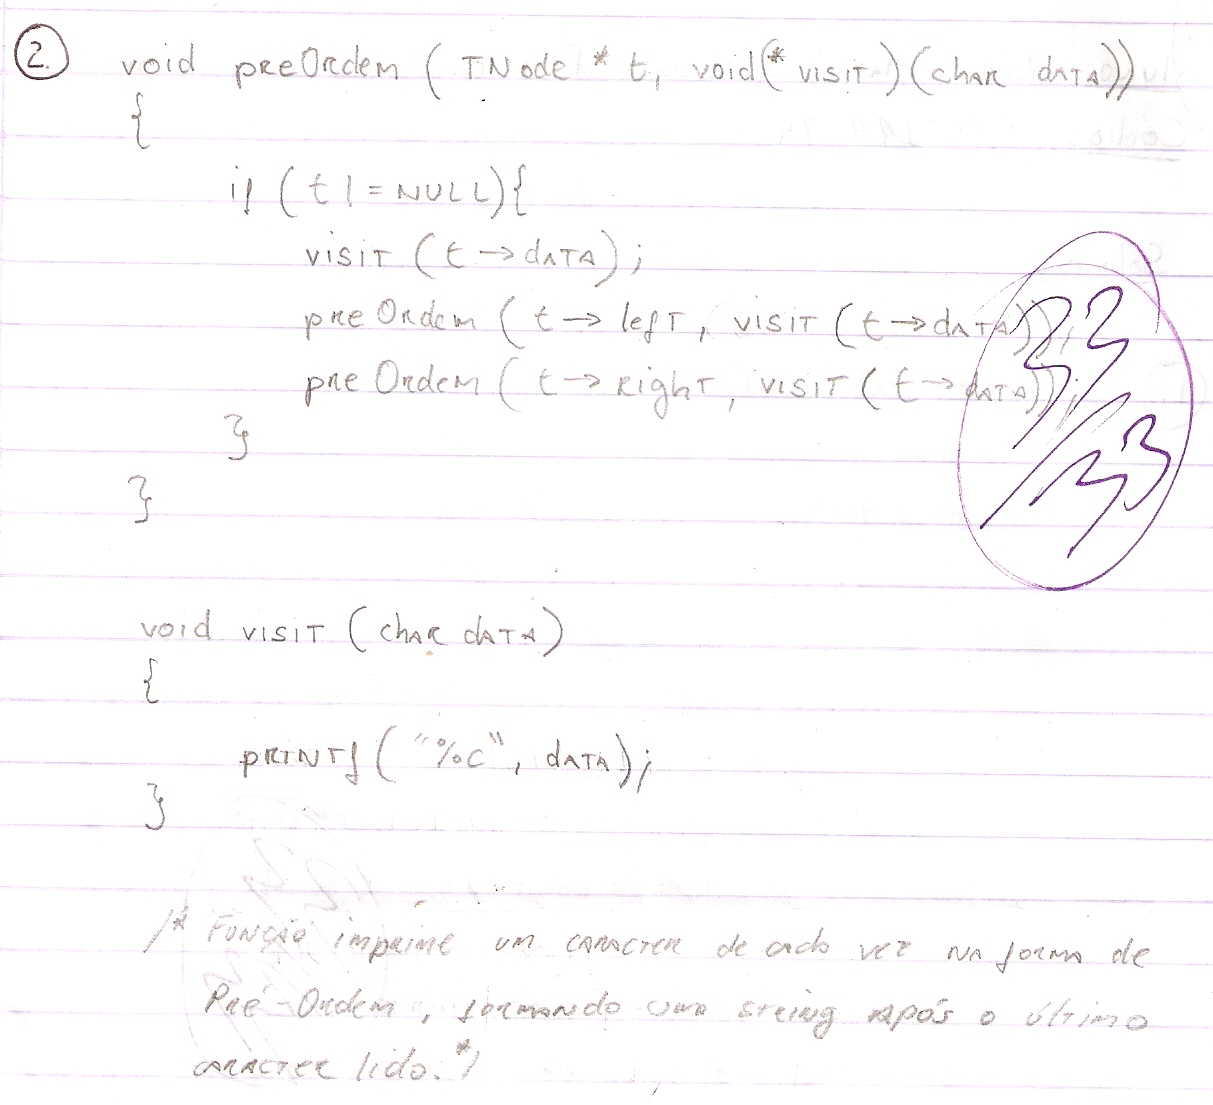 2.
void preOrdem ( TNode * t, void(* visit)(char data))
{
if ( t != NULL){
visit ( t → data);
preOrdem ( t → left, visit ( t → data));
preOrdem ( t → right, visit ( t → data));
}
}
void visit (char data)
{
printf ( "%c", data);
}
/* Função imprime um caracter de cada vez na forma de
Pré-Ordem, formando uma string após o último
caracter lido. */